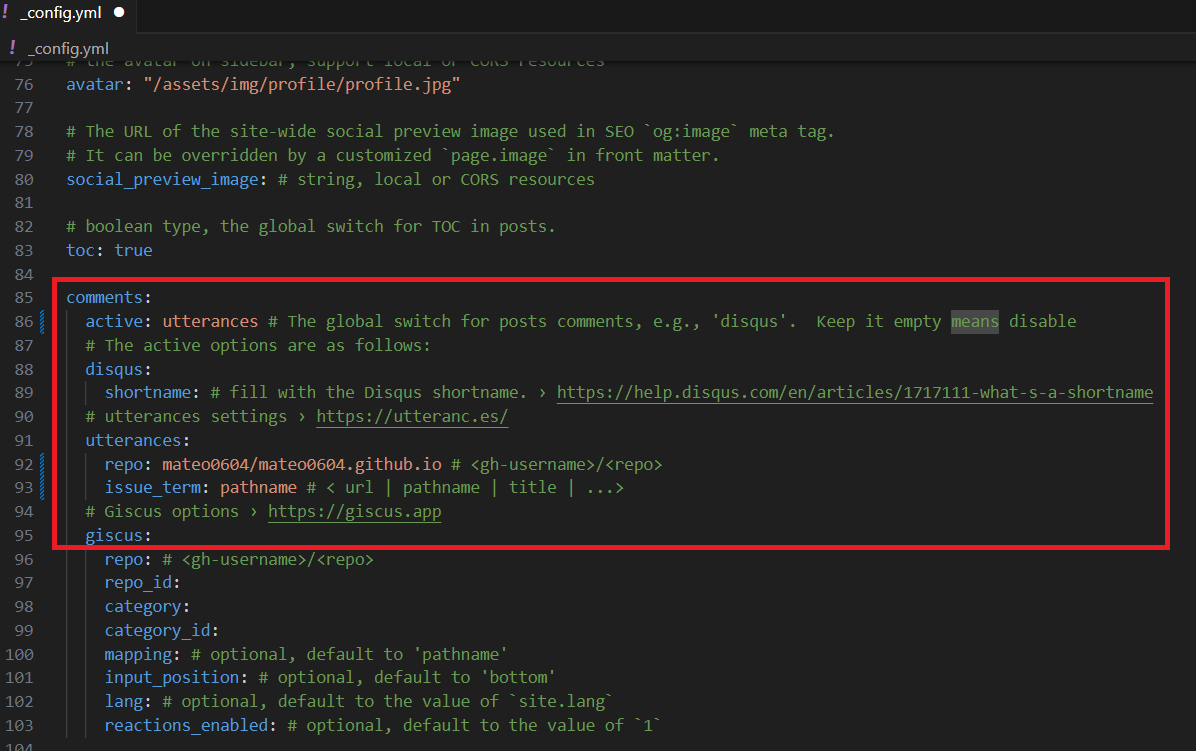 ! _config.yml ●
! _config.yml
75 # the avatar on sidebar, support local or CORS resources
76 avatar: "/assets/img/profile/profile.jpg"
77
78 # The URL of the site-wide social preview image used in SEO `og:image` meta tag.
79 # It can be overridden by a customized `page.image` in front matter.
80 social_preview_image: # string, local or CORS resources
81
82 # boolean type, the global switch for TOC in posts.
83 toc: true
84
85 comments:
86 active: utterances # The global switch for posts comments, e.g., 'disqus'.  Keep it empty means disable
87 # The active options are as follows:
88 disqus:
89 shortname: # fill with the Disqus shortname. › https://help.disqus.com/en/articles/1717111-what-s-a-shortname
90 # utterances settings › https://utteranc.es/
91 utterances:
92 repo: mateo0604/mateo0604.github.io # <gh-username>/<repo>
93 issue_term: pathname # < url | pathname | title | ...>
94 # Giscus options › https://giscus.app
95 giscus:
96 repo: # <gh-username>/<repo>
97 repo_id:
98 category:
99 category_id:
100 mapping: # optional, default to 'pathname'
101 input_position: # optional, default to 'bottom'
102 lang: # optional, default to the value of `site.lang`
103 reactions_enabled: # optional, default to the value of `1`
104